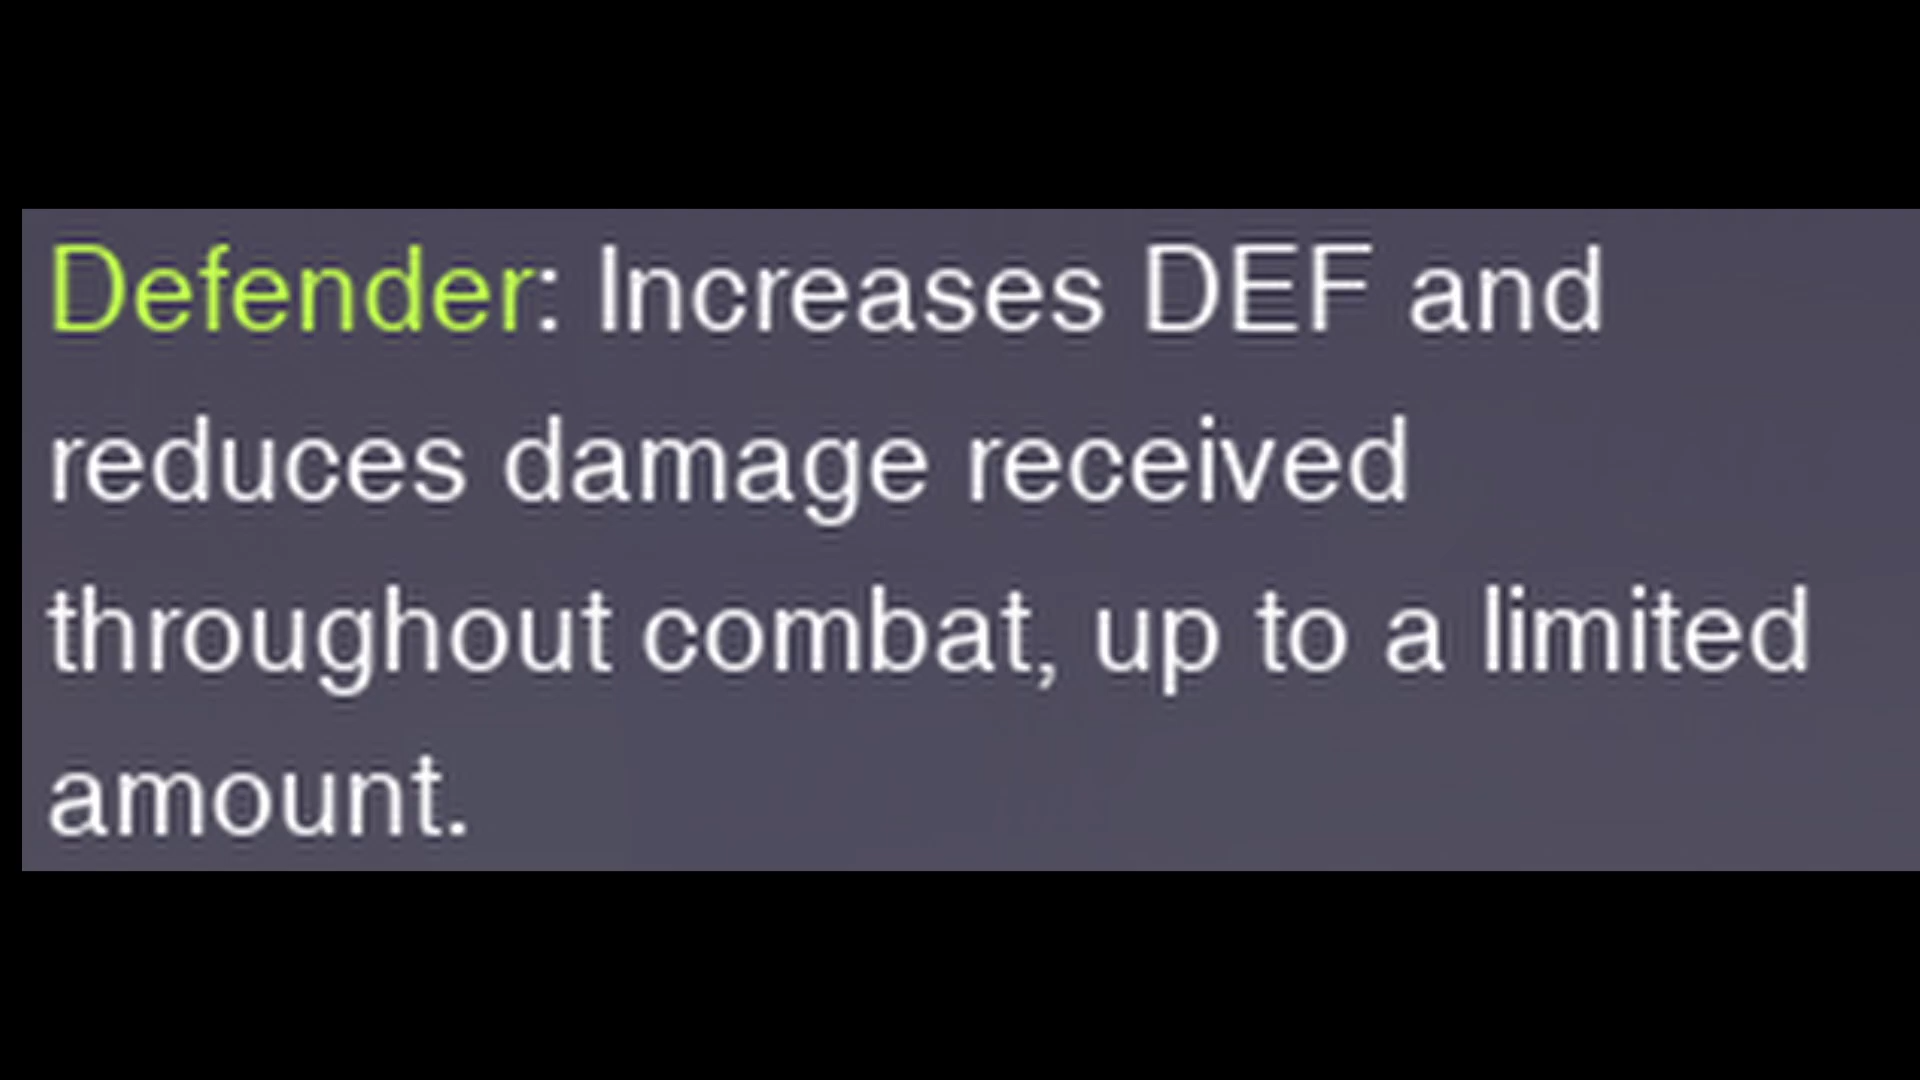 Defender: Increases DEF and
reduces damage received
throughout combat, up to a limited
amount.